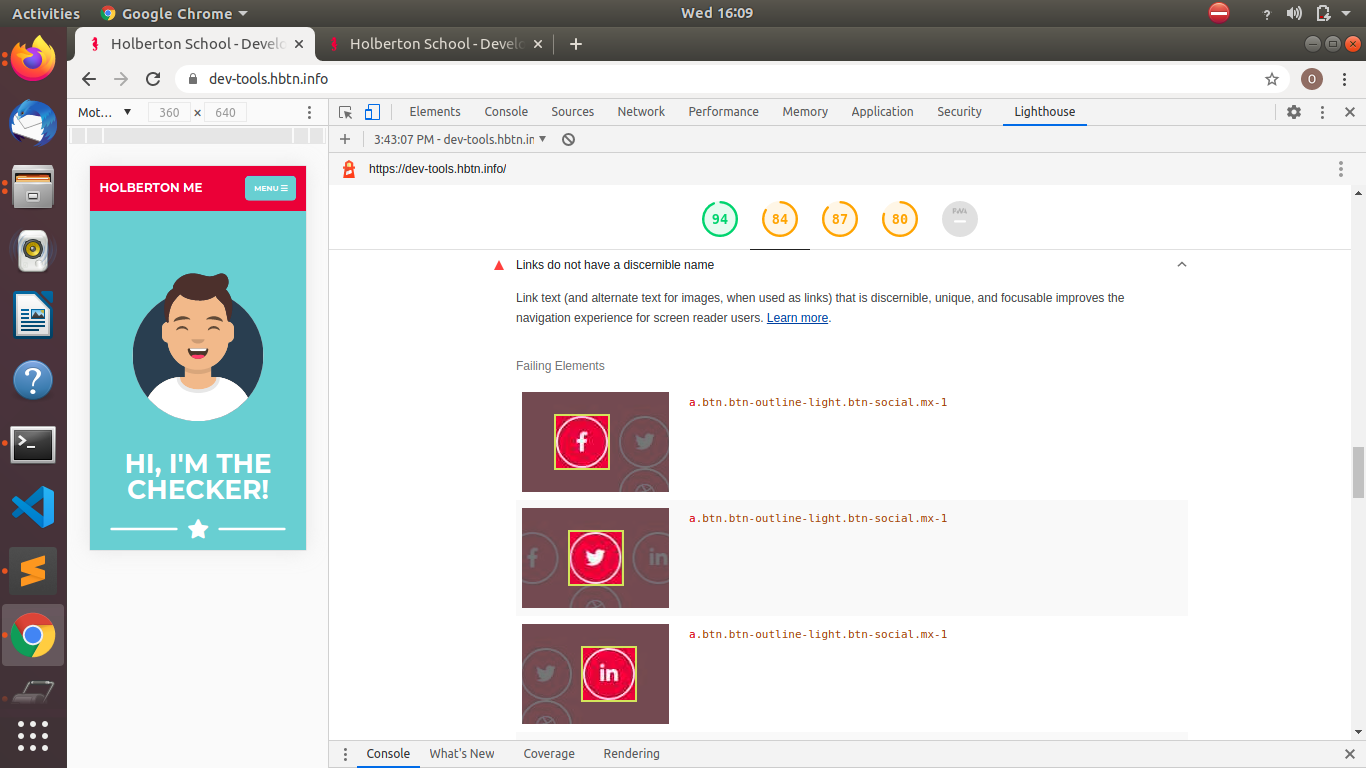 Activities Google Chrome Wed 16:09
Holberton School - Develo Holberton School - Develo
dev-tools.hbtn.info O
Mot... 360 × 640 Elements Console Sources Network Performance Memory Application Security Lighthouse
3:43:07 PM - dev-tools.hbtn.in
https://dev-tools.hbtn.info/
HOLBERTON ME MENU
94 84 87 80
Links do not have a discernible name
Link text (and alternate text for images, when used as links) that is discernible, unique, and focusable improves the
navigation experience for screen reader users. Learn more.
Failing Elements
a.btn.btn-outline-light.btn-social.mx-1
a.btn.btn-outline-light.btn-social.mx-1
a.btn.btn-outline-light.btn-social.mx-1
HI, I'M THE
CHECKER!
Console What's New Coverage Rendering